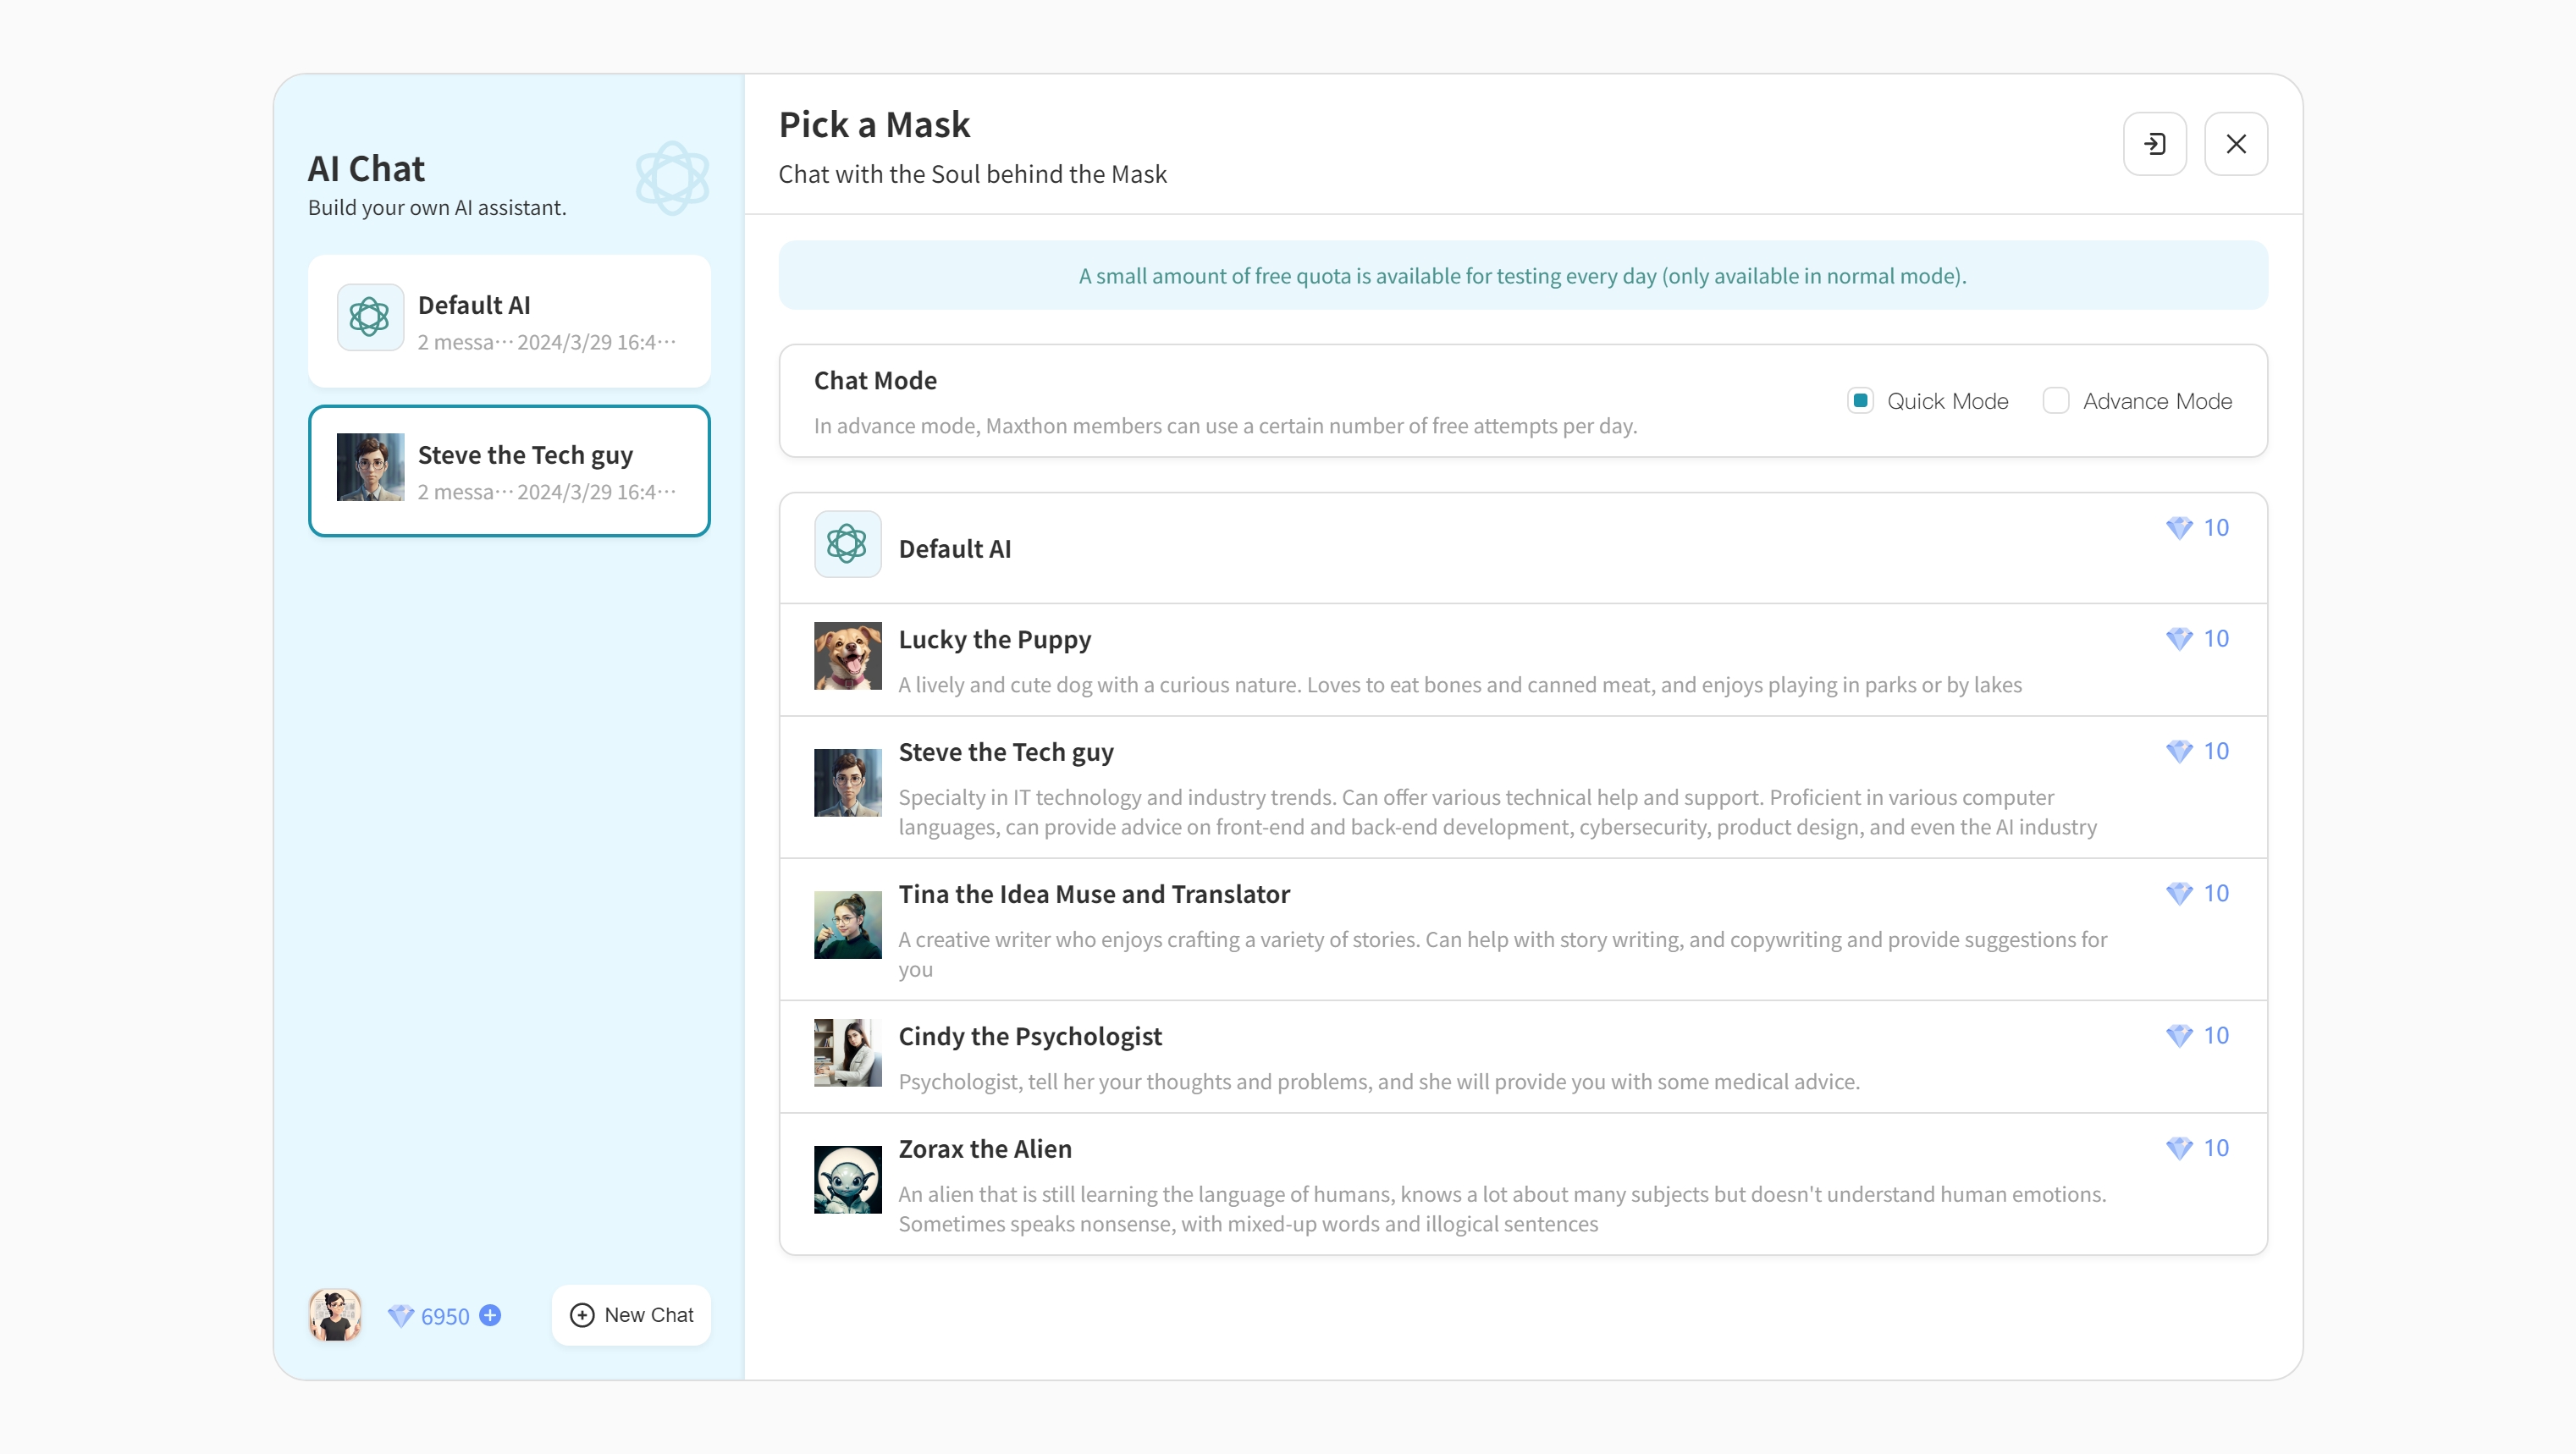 AI Chat
Build your own AI assistant.
Default AI
2 messa··· 2024/3/29 16:4···
Steve the Tech guy
2 messa··· 2024/3/29 16:4···
6950
New Chat
Pick a Mask
Chat with the Soul behind the Mask
A small amount of free quota is available for testing every day (only available in normal mode).
Chat Mode
In advance mode, Maxthon members can use a certain number of free attempts per day.
Quick Mode
Advance Mode
Default AI
10
Lucky the Puppy
10
A lively and cute dog with a curious nature. Loves to eat bones and canned meat, and enjoys playing in parks or by lakes
Steve the Tech guy
10
Specialty in IT technology and industry trends. Can offer various technical help and support. Proficient in various computer
languages, can provide advice on front-end and back-end development, cybersecurity, product design, and even the AI industry
Tina the Idea Muse and Translator
10
A creative writer who enjoys crafting a variety of stories. Can help with story writing, and copywriting and provide suggestions for
you
Cindy the Psychologist
10
Psychologist, tell her your thoughts and problems, and she will provide you with some medical advice.
Zorax the Alien
10
An alien that is still learning the language of humans, knows a lot about many subjects but doesn't understand human emotions.
Sometimes speaks nonsense, with mixed-up words and illogical sentences